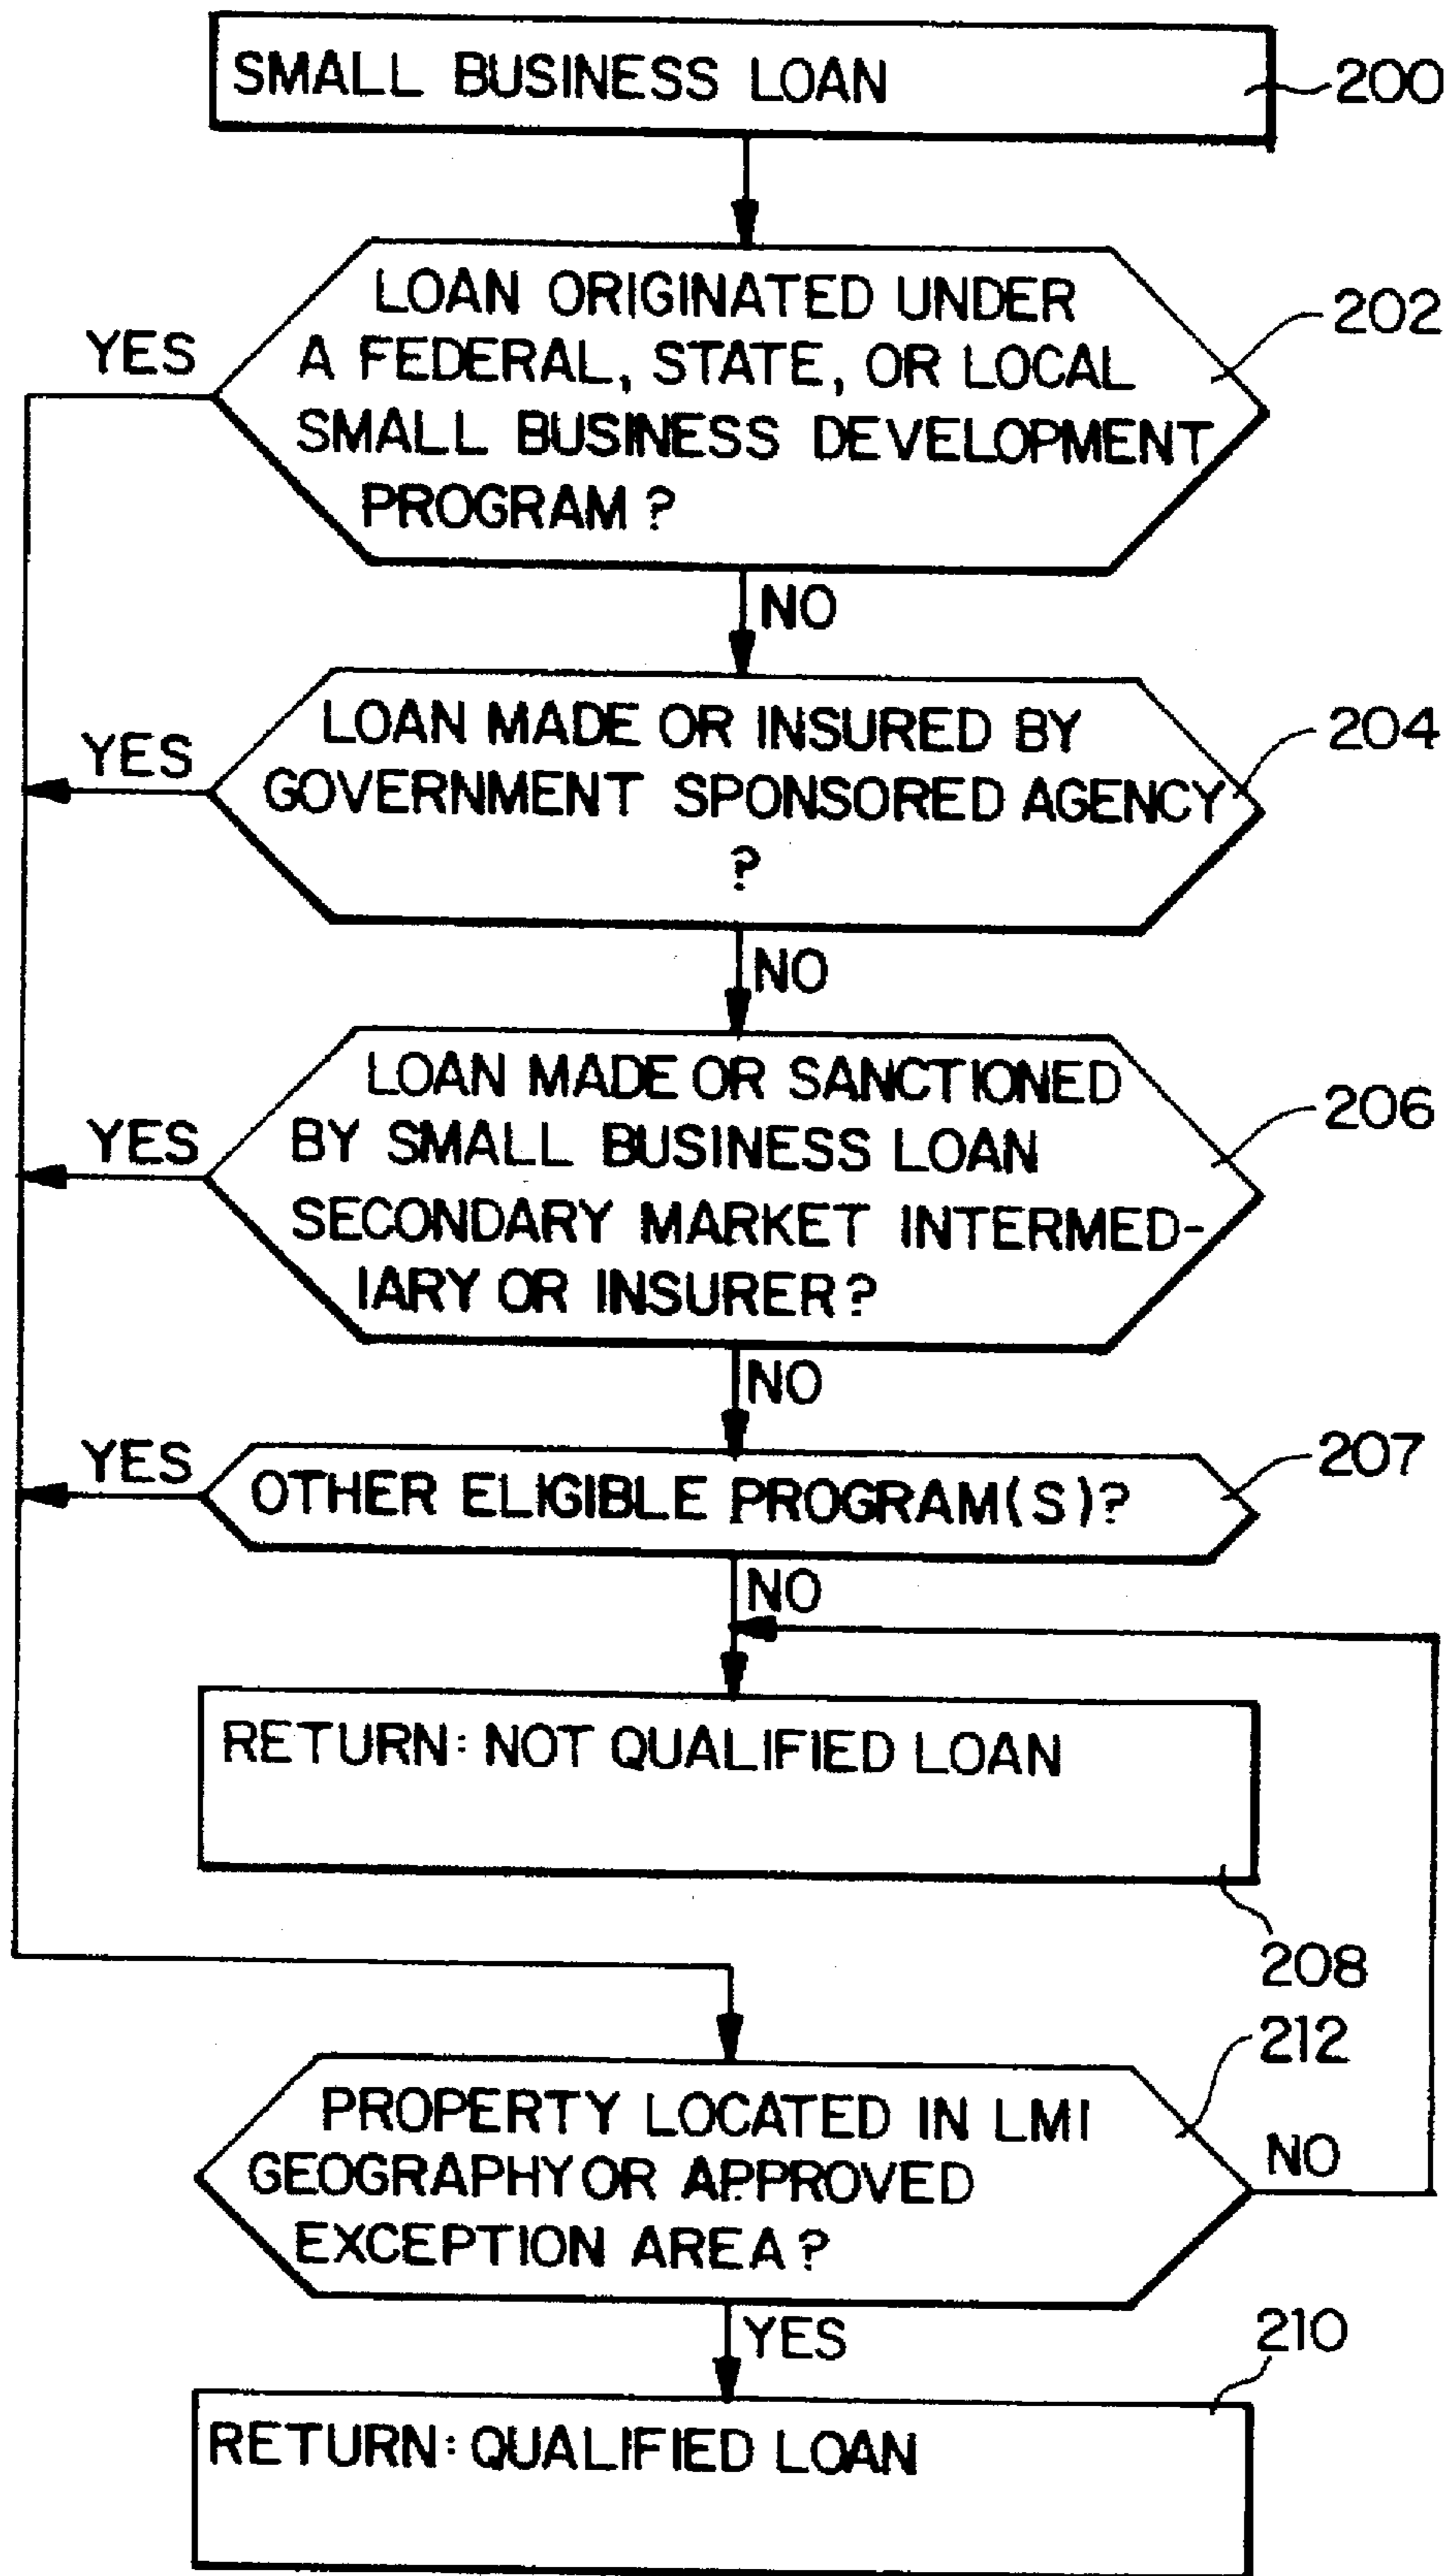 SMALL BUSINESS LOAN
200
LOAN ORIGINATED UNDER
A FEDERAL, STATE, OR LOCAL
SMALL BUSINESS DEVELOPMENT
PROGRAM ?
202
YES
NO
LOAN MADE OR INSURED BY
GOVERNMENT SPONSORED AGENCY
?
204
YES
NO
LOAN MADE OR SANCTIONED
BY SMALL BUSINESS LOAN
SECONDARY MARKET INTERMED-
IARY OR INSURER?
206
YES
NO
OTHER ELIGIBLE PROGRAM(S)?
207
YES
NO
RETURN: NOT QUALIFIED LOAN
208
PROPERTY LOCATED IN LMI
GEOGRAPHY OR APPROVED
EXCEPTION AREA?
212
NO
YES
210
RETURN: QUALIFIED LOAN